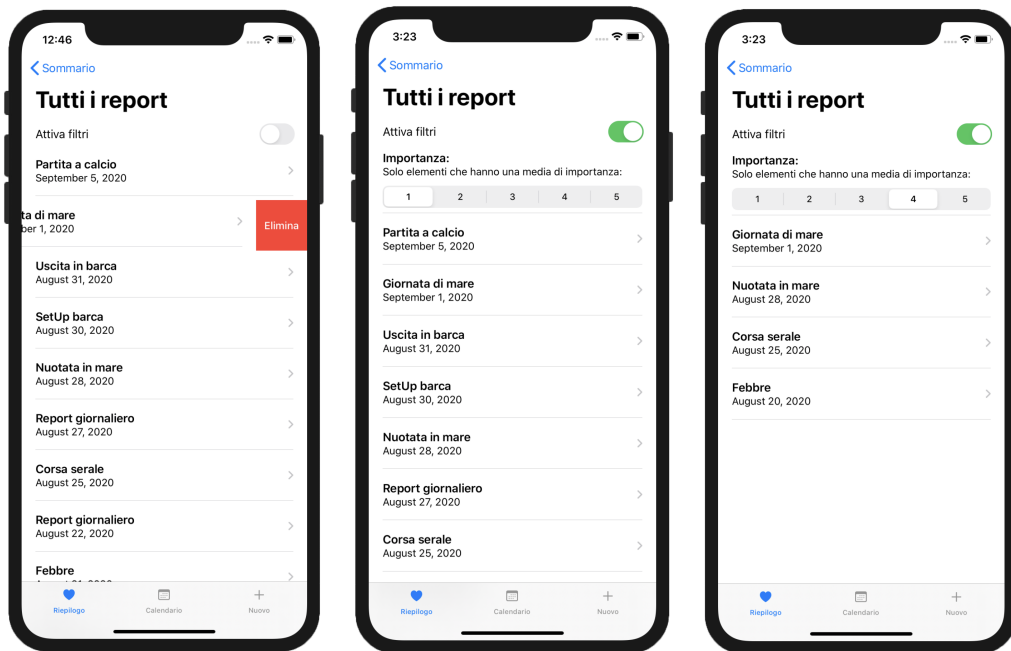 12:46
Sommario
Tutti i report
Attiva filtri
Partita a calcio
September 5, 2020
ta di mare
ber 1, 2020
Elimina
Uscita in barca
August 31, 2020
SetUp barca
August 30, 2020
Nuotata in mare
August 28, 2020
Report giornaliero
August 27, 2020
Corsa serale
August 25, 2020
Report giornaliero
August 22, 2020
Febbre
Riepilogo
Calendario
Nuovo
3:23
Sommario
Tutti i report
Attiva filtri
Importanza:
Solo elementi che hanno una media di importanza:
1 2 3 4 5
Partita a calcio
September 5, 2020
Giornata di mare
September 1, 2020
Uscita in barca
August 31, 2020
SetUp barca
August 30, 2020
Nuotata in mare
August 28, 2020
Report giornaliero
August 27, 2020
Corsa serale
August 25, 2020
Riepilogo
Calendario
Nuovo
3:23
Sommario
Tutti i report
Attiva filtri
Importanza:
Solo elementi che hanno una media di importanza:
1 2 3 4 5
Giornata di mare
September 1, 2020
Nuotata in mare
August 28, 2020
Corsa serale
August 25, 2020
Febbre
August 20, 2020
Riepilogo
Calendario
Nuovo